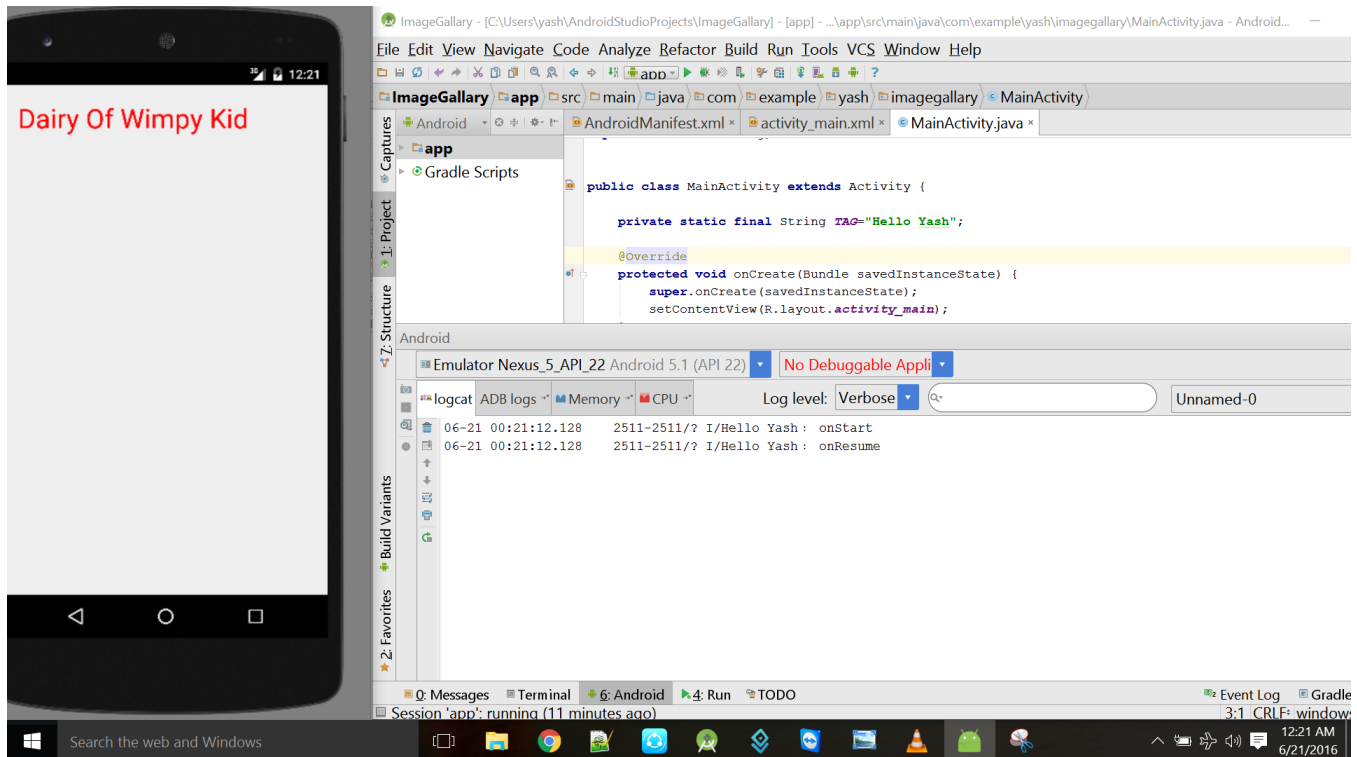 ImageGallary - [C:\Users\yash\AndroidStudioProjects\ImageGallary] - [app] - ...\app\src\main\java\com\example\yash\imagegallary\MainActivity.java - Android...
File Edit View Navigate Code Analyze Refactor Build Run Tools VCS Window Help
app
ImageGallary app src main java com example yash imagegallary MainActivity
Android AndroidManifest.xml × activity_main.xml × MainActivity.java ×
app
Gradle Scripts
Captures
1: Project
7: Structure
Build Variants
2: Favorites
public class MainActivity extends Activity {
private static final String TAG="Hello Yash";
@Override
protected void onCreate(Bundle savedInstanceState) {
super.onCreate(savedInstanceState);
setContentView(R.layout.activity_main);
12:21
Dairy Of Wimpy Kid
Android
Emulator Nexus_5_API_22 Android 5.1 (API 22) No Debuggable Appli
logcat ADB logs Memory CPU Log level: Verbose Unnamed-0
06-21 00:21:12.128 2511-2511/? I/Hello Yash: onStart
06-21 00:21:12.128 2511-2511/? I/Hello Yash: onResume
0: Messages Terminal 6: Android 4: Run TODO Event Log Gradle
Session 'app': running (11 minutes ago) 3:1 CRLF windows
Search the web and Windows
12:21 AM
6/21/2016